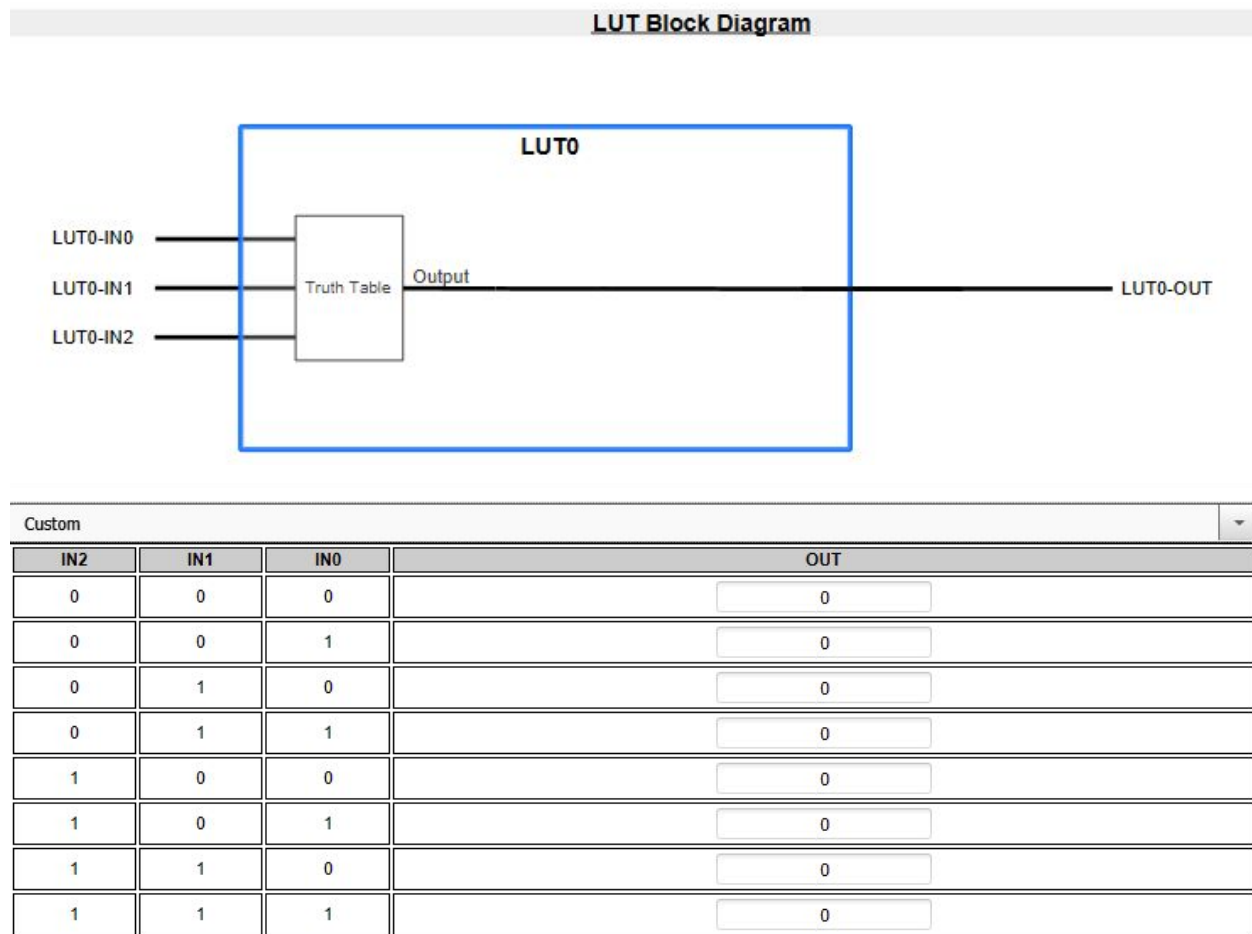 LUT Block Diagram
LUT0
LUT0-IN0
LUT0-IN1
LUT0-IN2
Truth Table
Output
LUT0-OUT
Custom
IN2 IN1 IN0 OUT
0 0 0 0
0 0 1 0
0 1 0 0
0 1 1 0
1 0 0 0
1 0 1 0
1 1 0 0
1 1 1 0